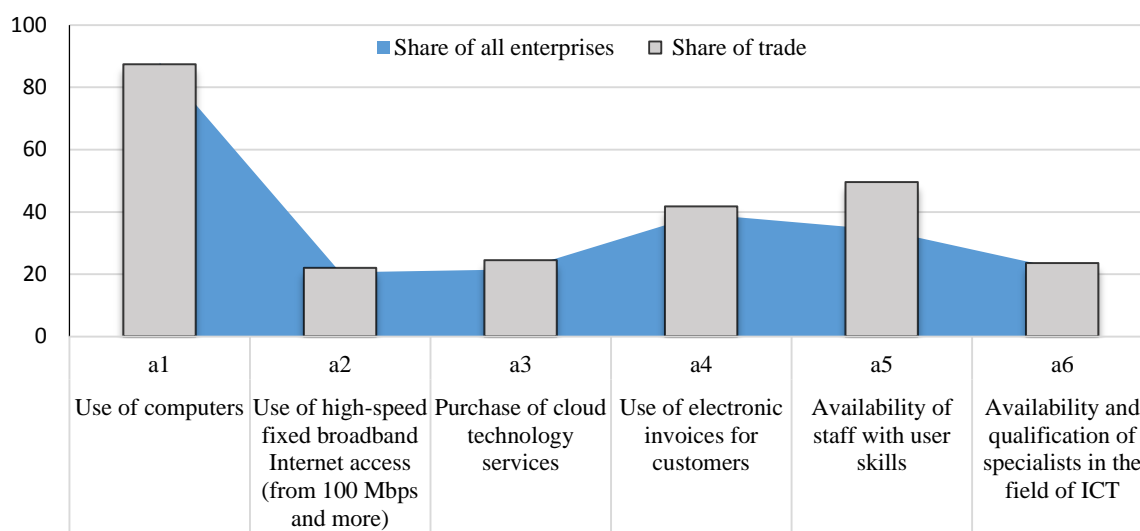 100
80
60
40
20
0
Share of all enterprises
Share of trade
a1
a2
a3
a4
a5
a6
Use of computers
Use of high-speed
fixed broadband
Internet access
(from 100 Mbps
and more)
Purchase of cloud
technology
services
Use of electronic
invoices for
customers
Availability of
staff with user
skills
Availability and
qualification of
specialists in the
field of ICT